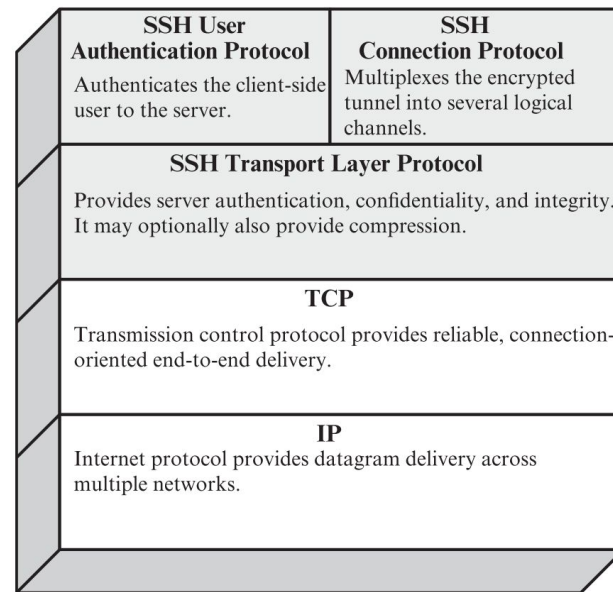 SSH User
Authentication Protocol
Authenticates the client-side
user to the server.
SSH
Connection Protocol
Multiplexes the encrypted
tunnel into several logical
channels.
SSH Transport Layer Protocol
Provides server authentication, confidentiality, and integrity.
It may optionally also provide compression.
TCP
Transmission control protocol provides reliable, connection-
oriented end-to-end delivery.
IP
Internet protocol provides datagram delivery across
multiple networks.